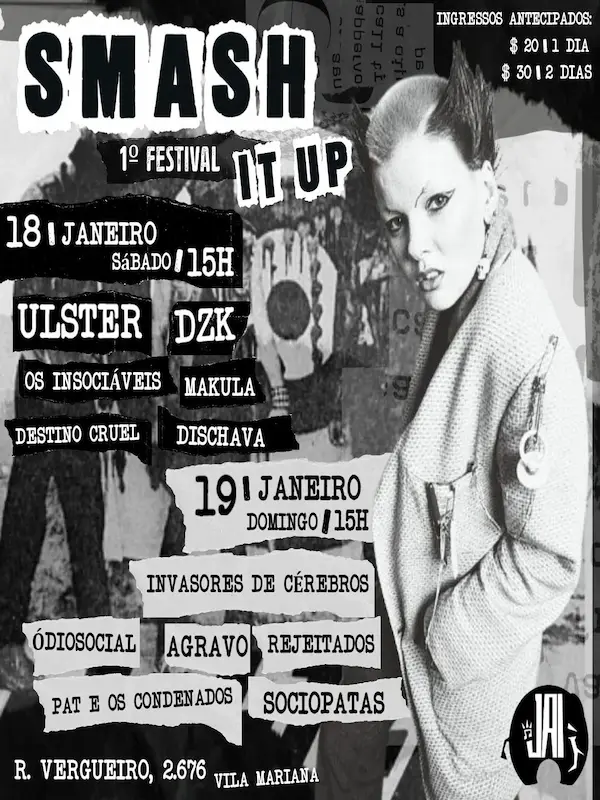 SMASH
IT UP
1º FESTIVAL
INGRESSOS ANTECIPADOS:
$ 20 | 1 DIA
$ 30 | 2 DIAS
18 | JANEIRO
SáBADO | 15H
ULSTER
DZK
OS INSOCIÁVEIS
MAKULA
DESTINO CRUEL
DISCHAVA
19 | JANEIRO
DOMINGO | 15H
INVASORES DE CÉREBROS
ÓDIOSOCIAL
AGRAVO
REJEITADOS
PAT E OS CONDENADOS
SOCIOPATAS
R. VERGUEIRO, 2.676
VILA MARIANA
JAI